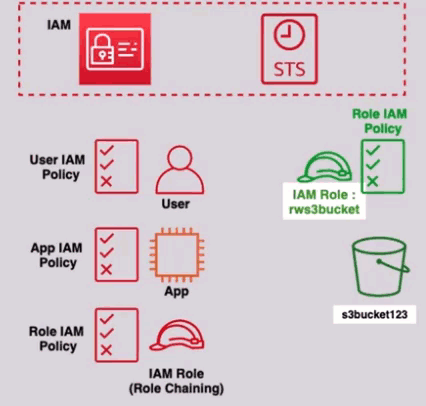 IAM
STS
Role IAM
Policy
User IAM
Policy
User
IAM Role :
rws3bucket
App IAM
Policy
App
s3bucket123
Role IAM
Policy
IAM Role
(Role Chaining)